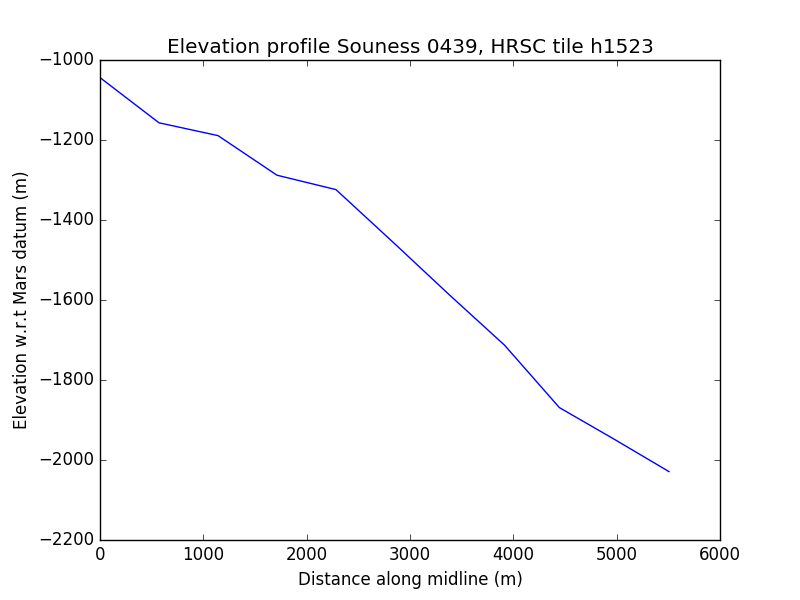 Elevation profile Souness 0439, HRSC tile h1523
−1000
−1200
−1400
−1600
−1800
−2000
−2200
Elevation w.r.t Mars datum (m)
0 1000 2000 3000 4000 5000 6000
Distance along midline (m)